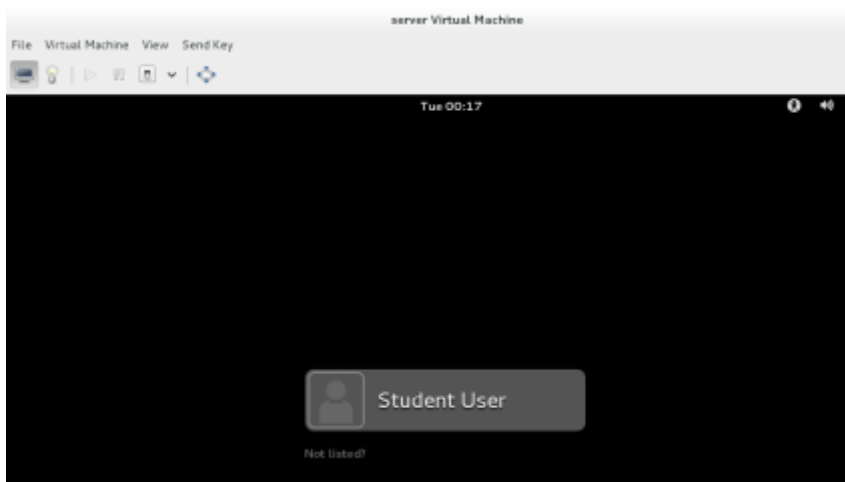 server Virtual Machine
File Virtual Machine View Send Key
Tue 00:17
Student User
Not listed?